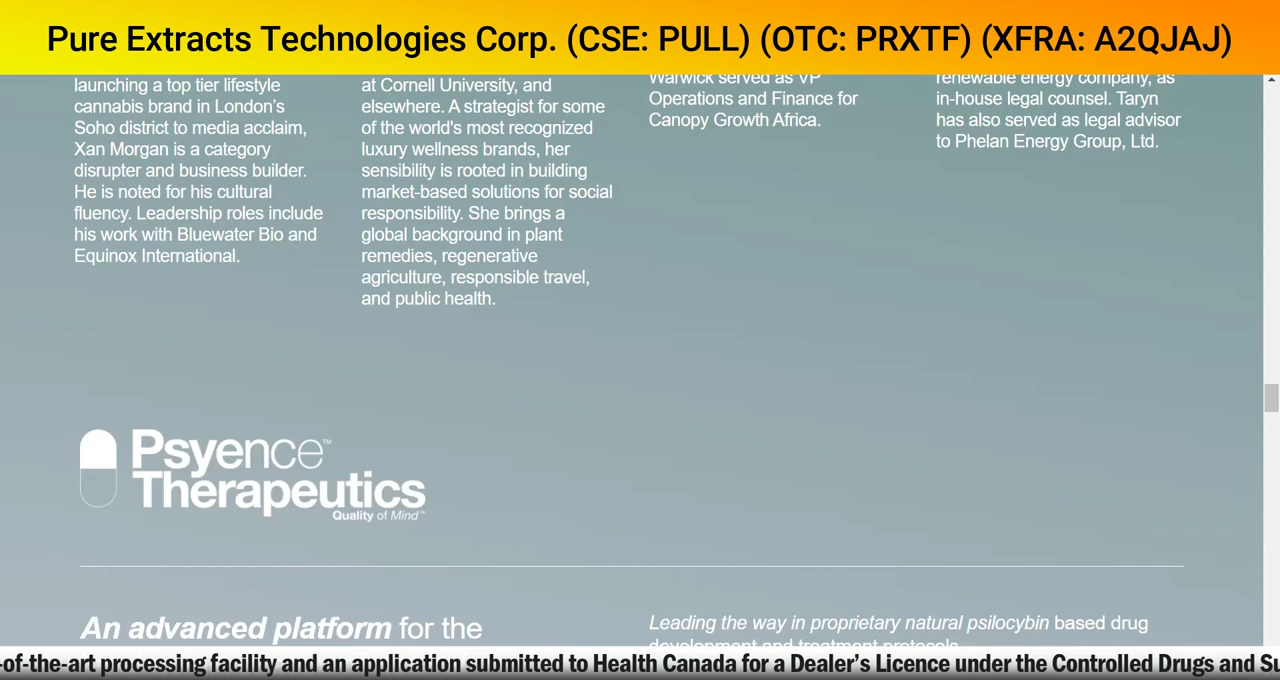 Pure Extracts Technologies Corp. (CSE: PULL) (OTC: PRXTF) (XFRA: A2QJAJ)
launching a top tier lifestyle
cannabis brand in London's
Soho district to media acclaim,
Xan Morgan is a category
disrupter and business builder.
He is noted for his cultural
fluency. Leadership roles include
his work with Bluewater Bio and
Equinox International.
at Cornell University, and
elsewhere. A strategist for some
of the world's most recognized
luxury wellness brands, her
sensibility is rooted in building
market-based solutions for social
responsibility. She brings a
global background in plant
remedies, regenerative
agriculture, responsible travel,
and public health.
Warwick served as VP
Operations and Finance for
Canopy Growth Africa.
renewable energy company, as
in-house legal counsel. Taryn
has also served as legal advisor
to Phelan Energy Group, Ltd.
Psyence™
Therapeutics
Quality of Mind™
An advanced platform for the
Leading the way in proprietary natural psilocybin based drug
development and treatment protocols
-of-the-art processing facility and an application submitted to Health Canada for a Dealer's Licence under the Controlled Drugs and Su